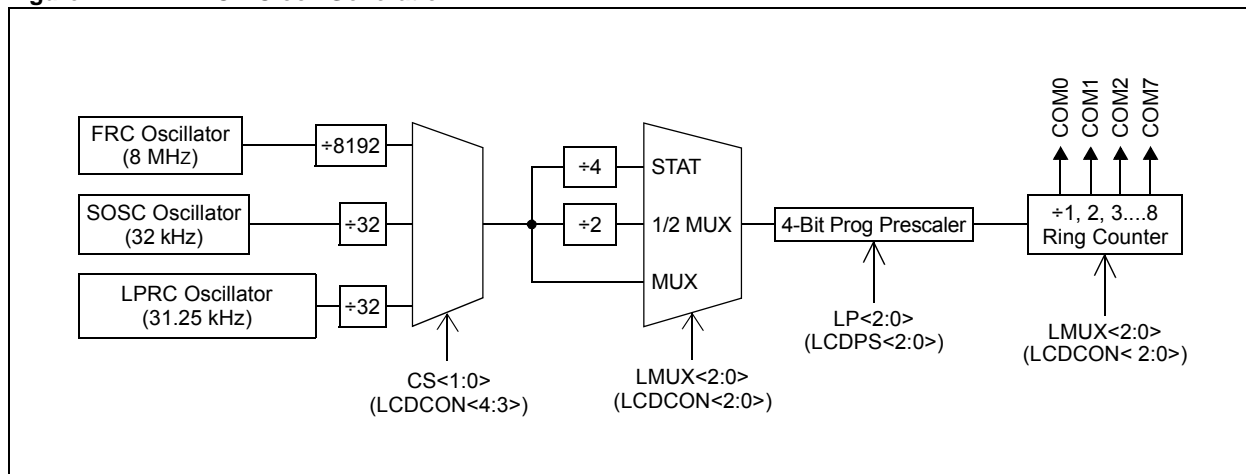 FRC Oscillator
(8 MHz)
÷8192
SOSC Oscillator
(32 kHz)
÷32
LPRC Oscillator
(31.25 kHz)
÷32
CS<1:0>
(LCDCON<4:3>)
÷4
÷2
STAT
1/2 MUX
MUX
LMUX<2:0>
(LCDCON<2:0>)
4-Bit Prog Prescaler
LP<2:0>
(LCDPS<2:0>)
COM0
COM1
COM2
COM7
÷1, 2, 3....8
Ring Counter
LMUX<2:0>
(LCDCON< 2:0>)